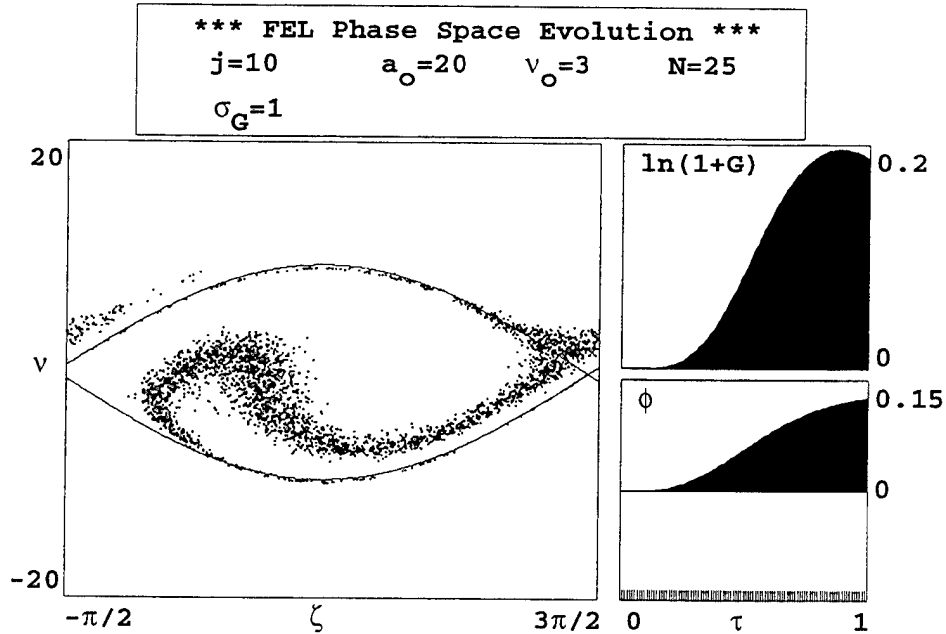 *** FEL Phase Space Evolution ***
j=10 a₀=20 ν₀=3 N=25
σ_G=1
20
ν
-20
-π/2 ζ 3π/2
ln(1+G)
0.2
0
ϕ
0.15
0
0 τ 1